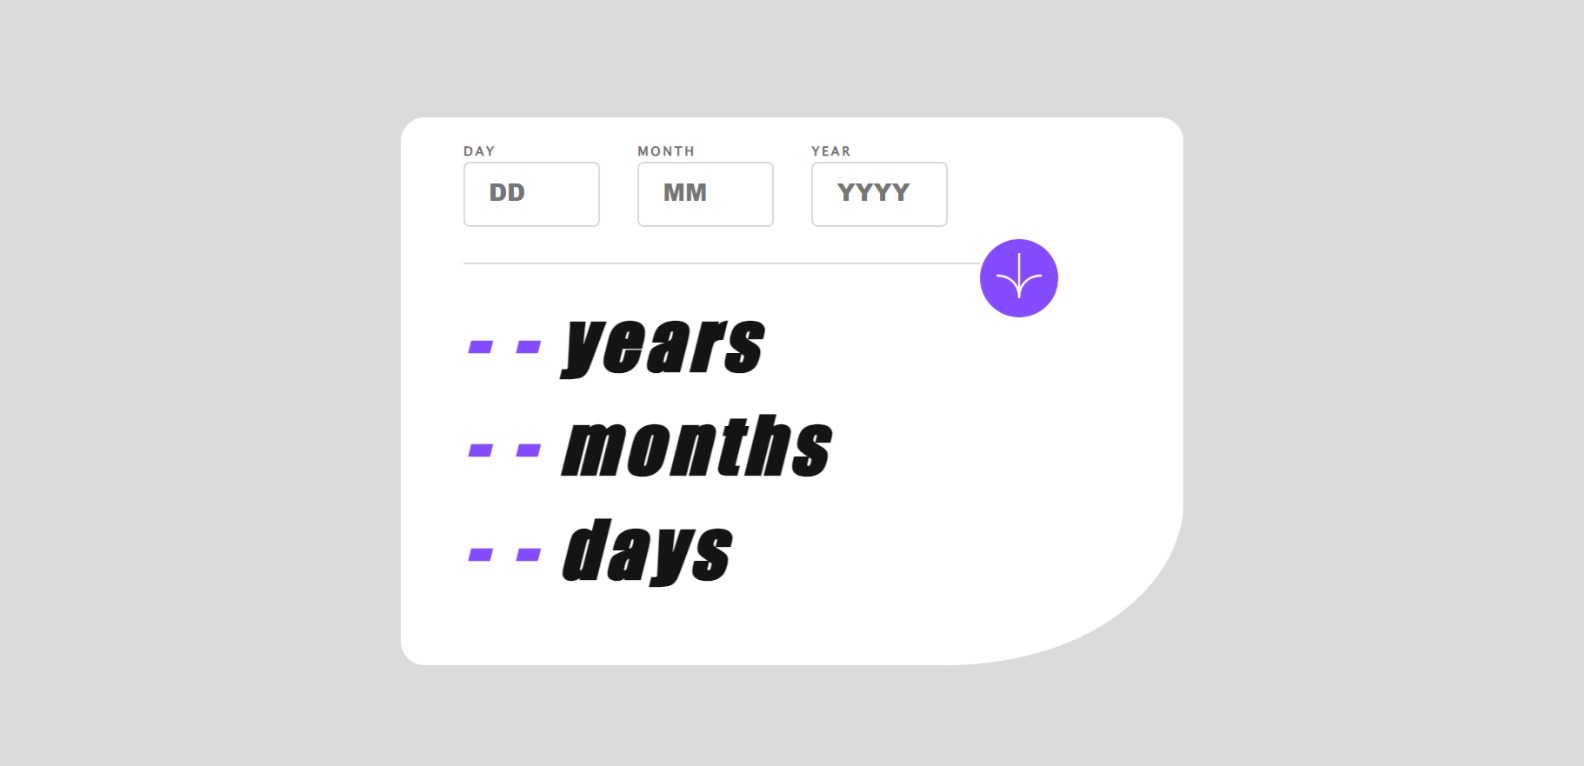 DAY MONTH YEAR
DD MM YYYY
- - years
- - months
- - days